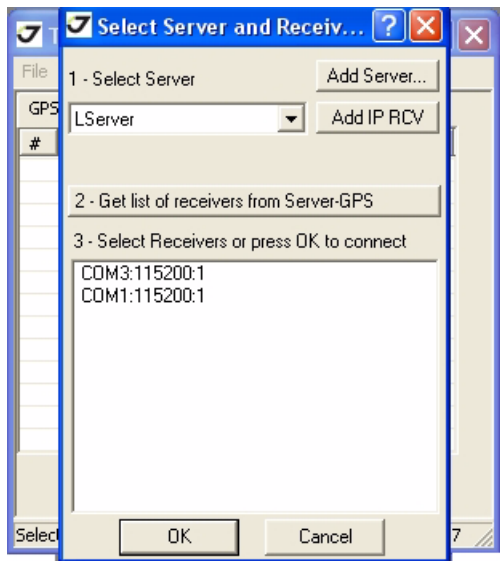 Select Server and Receiv...
File
1 - Select Server
Add Server...
GPS
LServer
Add IP RCV
#
2 - Get list of receivers from Server-GPS
3 - Select Receivers or press OK to connect
COM3:115200:1
COM1:115200:1
Selec
OK
Cancel
7